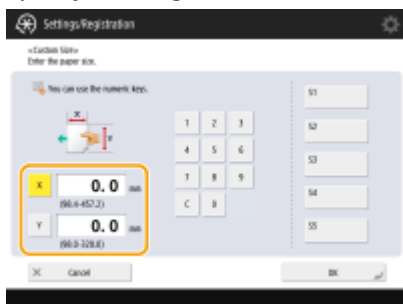 Settings/Registration
<Custom Size>
Enter the paper size.
You can use the numeric keys.
X
Y
X 0. 0 mm
(98.4-457.2)
Y 0. 0 mm
(98.0-320.0)
1 2 3
4 5 6
7 8 9
C 0
S1
S2
S3
S4
S5
Cancel
OK